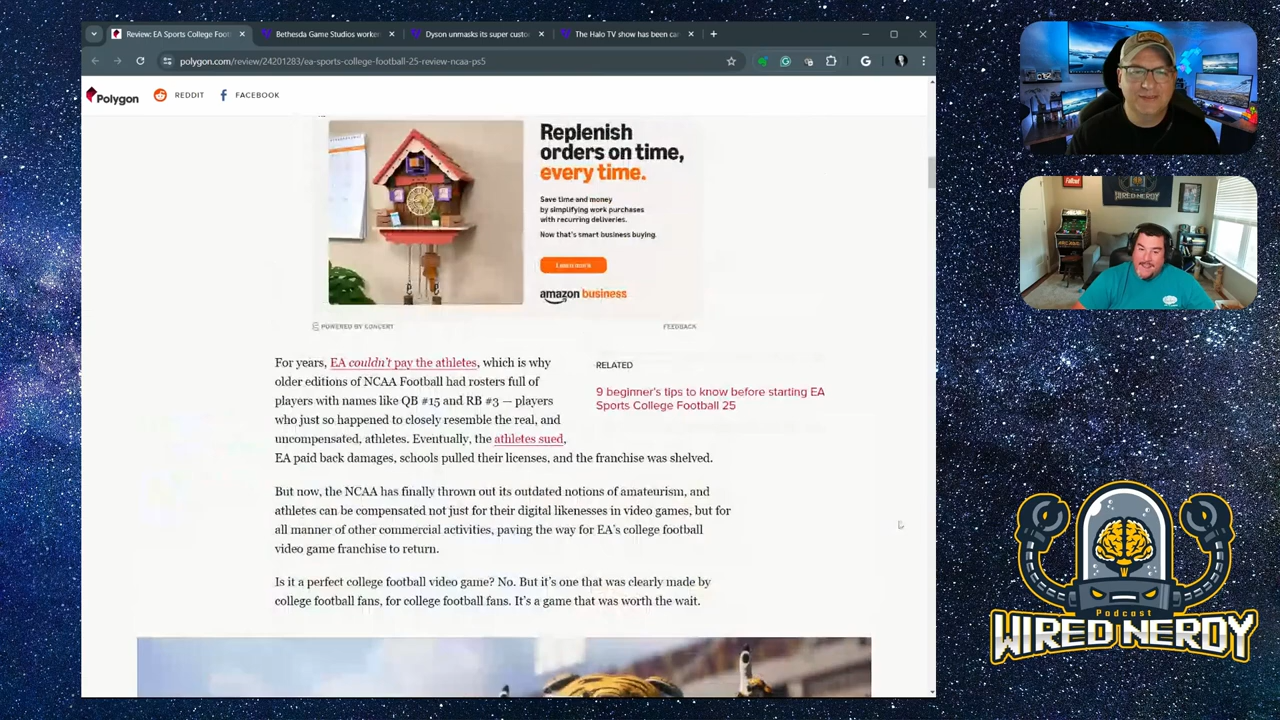 Review: EA Sports College Foot
Bethesda Game Studios worker
Dyson unmasks its super custo
The Halo TV show has been can
polygon.com/review/24201283/ea-sports-college-football-25-review-ncaa-ps5
Polygon
REDDIT
FACEBOOK
Replenish
orders on time,
every time.
Save time and money
by simplifying work purchases
with recurring deliveries.
Now that's smart business buying.
Learn more
amazon business
POWERED BY CONCERT
FEEDBACK
For years, EA couldn't pay the athletes, which is why
older editions of NCAA Football had rosters full of
players with names like QB #15 and RB #3 — players
who just so happened to closely resemble the real, and
uncompensated, athletes. Eventually, the athletes sued,
EA paid back damages, schools pulled their licenses, and the franchise was shelved.
RELATED
9 beginner's tips to know before starting EA
Sports College Football 25
But now, the NCAA has finally thrown out its outdated notions of amateurism, and
athletes can be compensated not just for their digital likenesses in video games, but for
all manner of other commercial activities, paving the way for EA's college football
video game franchise to return.
Is it a perfect college football video game? No. But it's one that was clearly made by
college football fans, for college football fans. It's a game that was worth the wait.
Fallout
WIRED NERDY
Podcast
WIRED NERDY